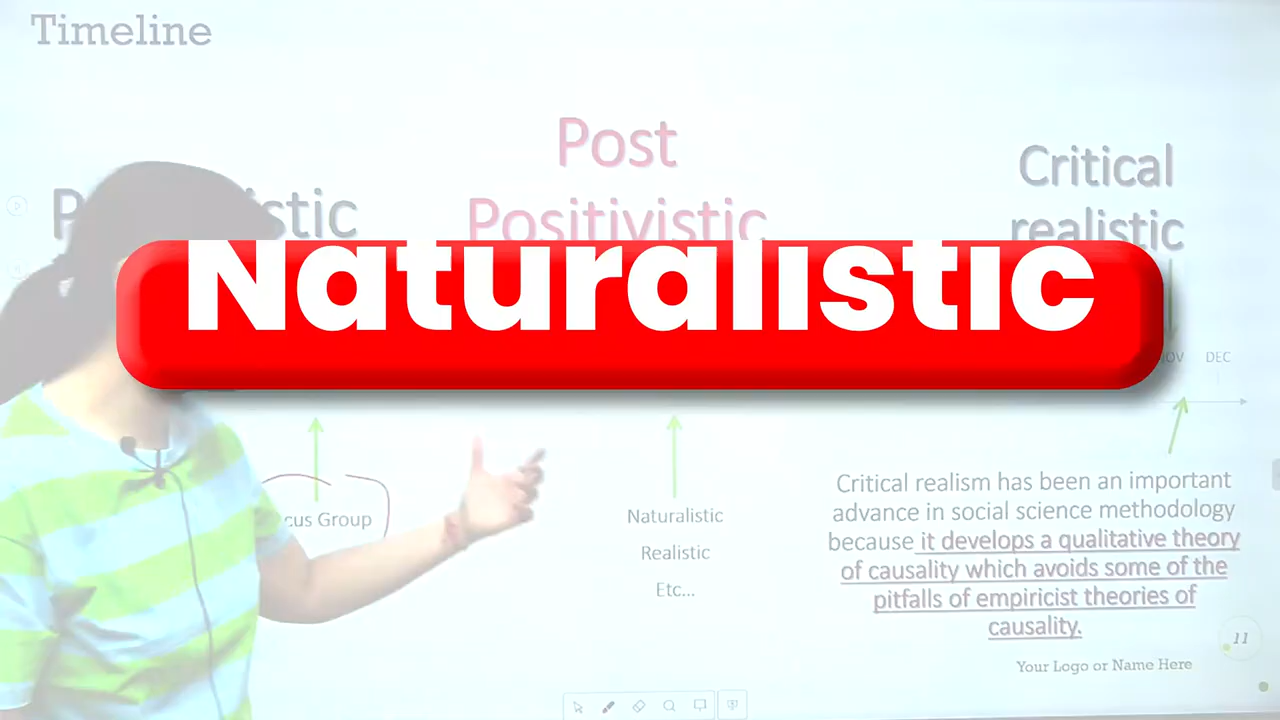 Timeline
Post
Positivistic
Critical
realistic
Naturalistic
DEC
cus Group
Naturalistic
Realistic
Etc...
Critical realism has been an important
advance in social science methodology
because it develops a qualitative theory
of causality which avoids some of the
pitfalls of empiricist theories of
causality.
11
Your Logo or Name Here